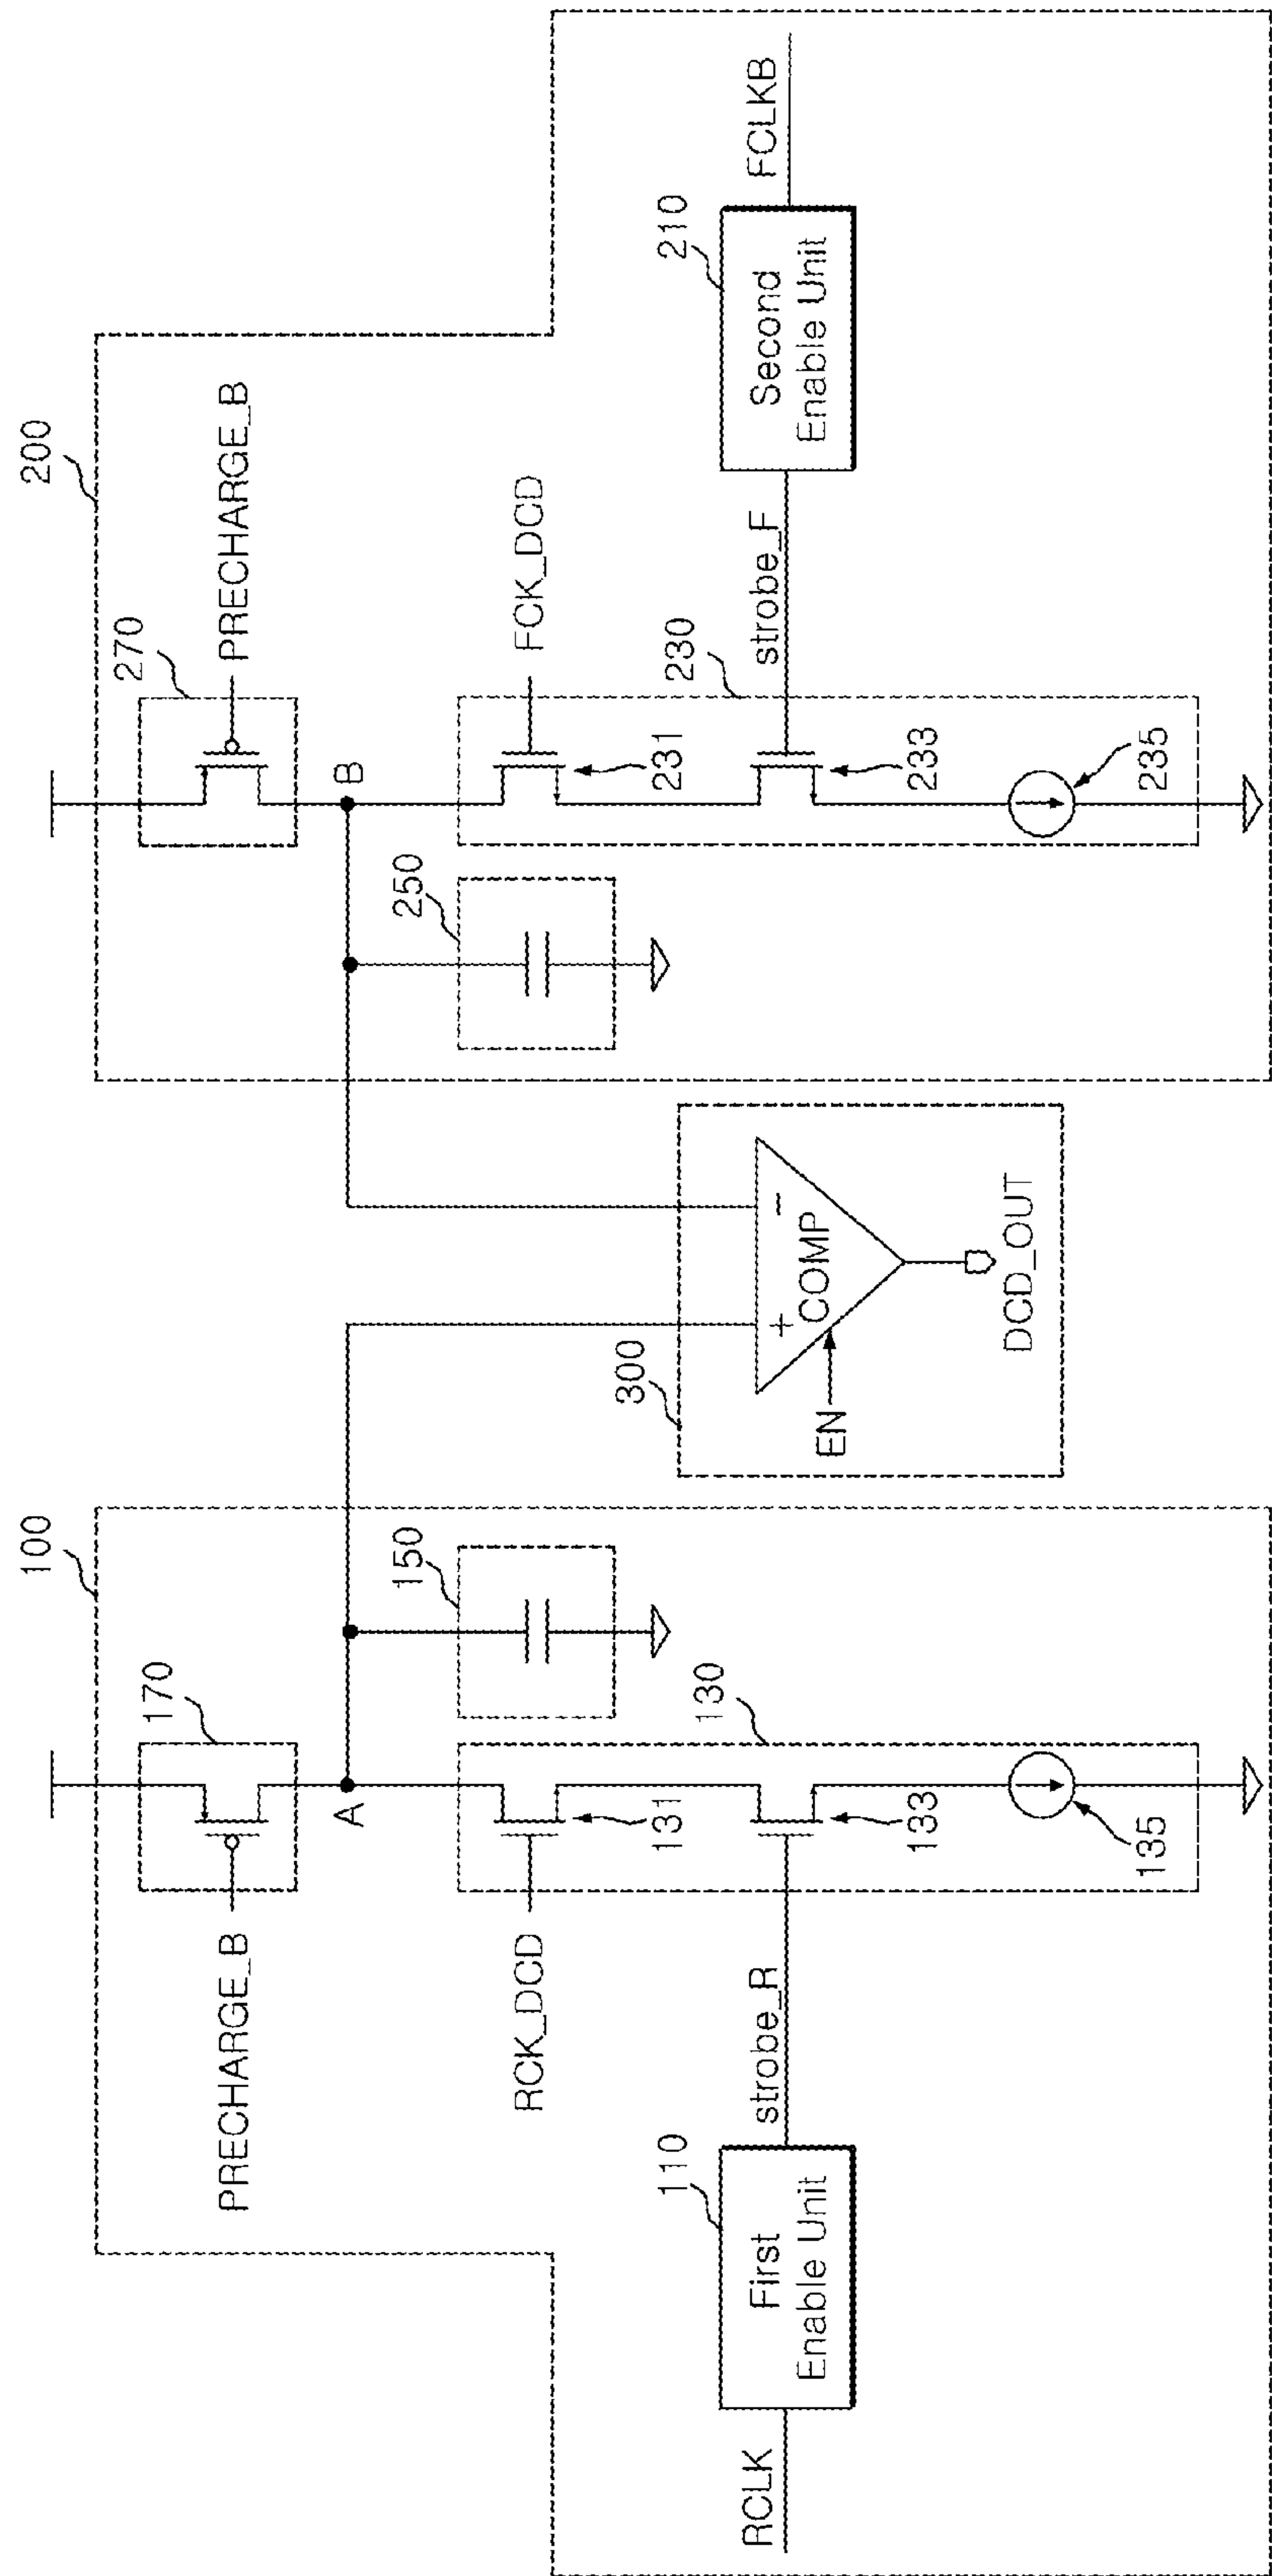 100
170
PRECHARGE_B
A
150
RCK_DCD
131
130
110
First
Enable Unit
RCLK
strobe_R
133
135
300
+
-
COMP
EN
DCD_OUT
200
270
PRECHARGE_B
B
250
FCK_DCD
231
230
strobe_F
210
Second
Enable Unit
FCLKB
233
235